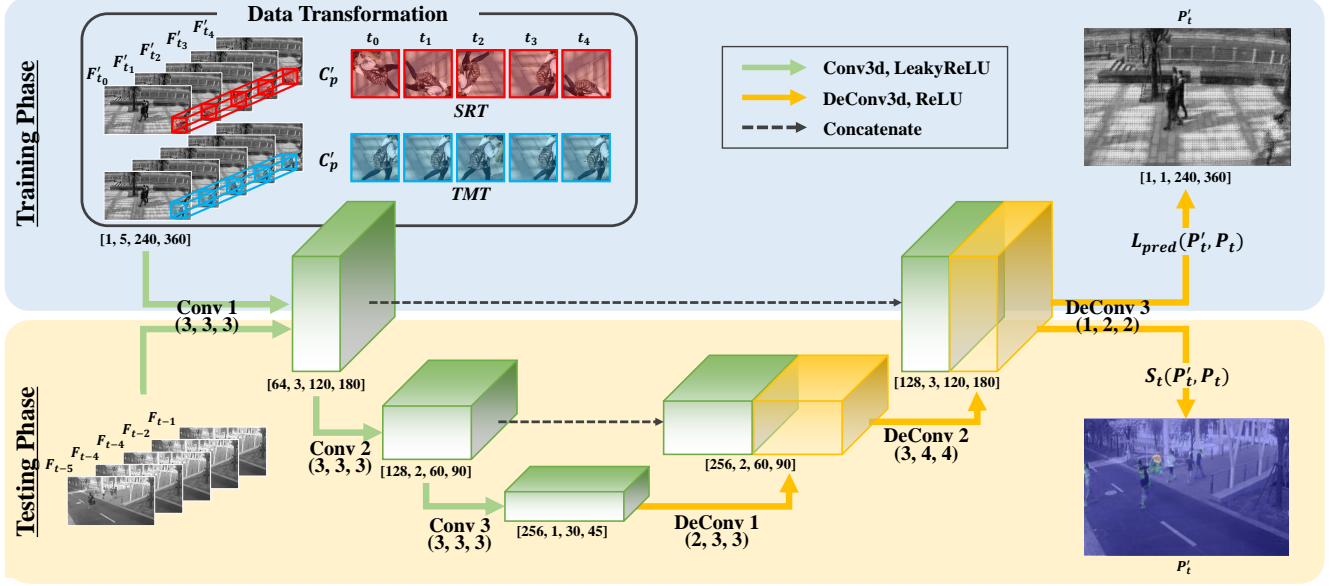 Data Transformation
F'_{t_0} F'_{t_1} F'_{t_2} F'_{t_3} F'_{t_4}
t_0 t_1 t_2 t_3 t_4
C'_p
SRT
C'_p
TMT
[1, 5, 240, 360]
Training Phase
Conv3d, LeakyReLU
DeConv3d, ReLU
Concatenate
P'_t
[1, 1, 240, 360]
L_{pred}(P'_t, P_t)
Conv 1
(3, 3, 3)
DeConv 3
(1, 2, 2)
[64, 3, 120, 180]
[128, 3, 120, 180]
S_t(P'_t, P_t)
Testing Phase
F_{t-5} F_{t-4} F_{t-4} F_{t-2} F_{t-1}
Conv 2
(3, 3, 3)
[128, 2, 60, 90]
[256, 2, 60, 90]
DeConv 2
(3, 4, 4)
Conv 3
(3, 3, 3)
[256, 1, 30, 45]
DeConv 1
(2, 3, 3)
P'_t